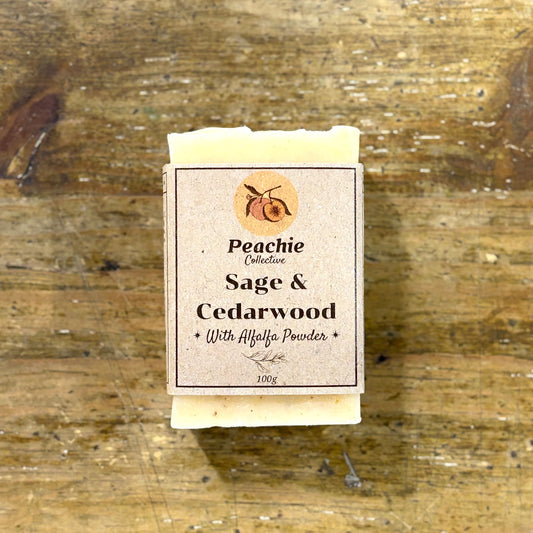 Peachie
Collective
Sage &
Cedarwood
With Alfalfa Powder
100g